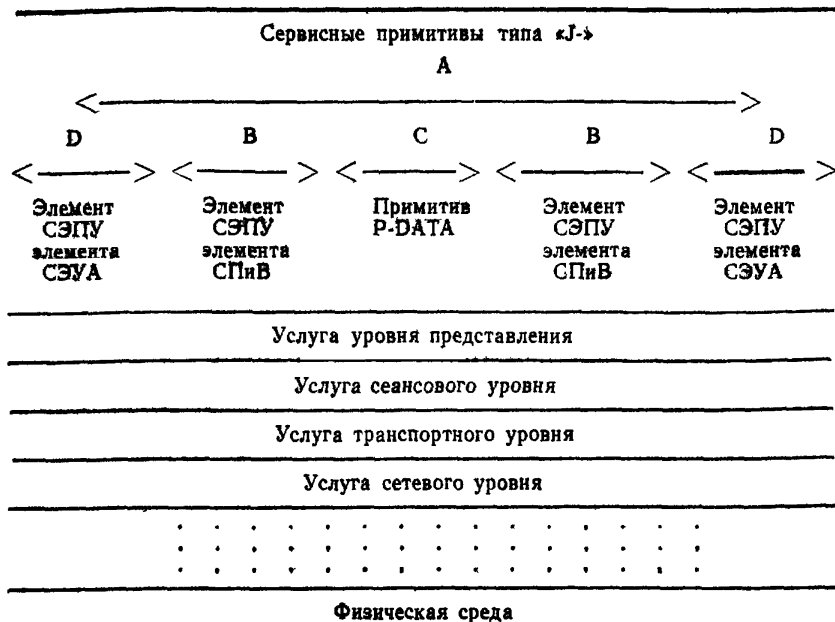 Сервисные примитивы типа «J-»
A
D B C B D
Элемент Элемент Примитив Элемент Элемент
СЭПУ СЭПУ P-DATA СЭПУ СЭПУ
элемента элемента элемента элемента
СЭУА СПиВ СПиВ СЭУА
Услуга уровня представления
Услуга сеансового уровня
Услуга транспортного уровня
Услуга сетевого уровня
Физическая среда